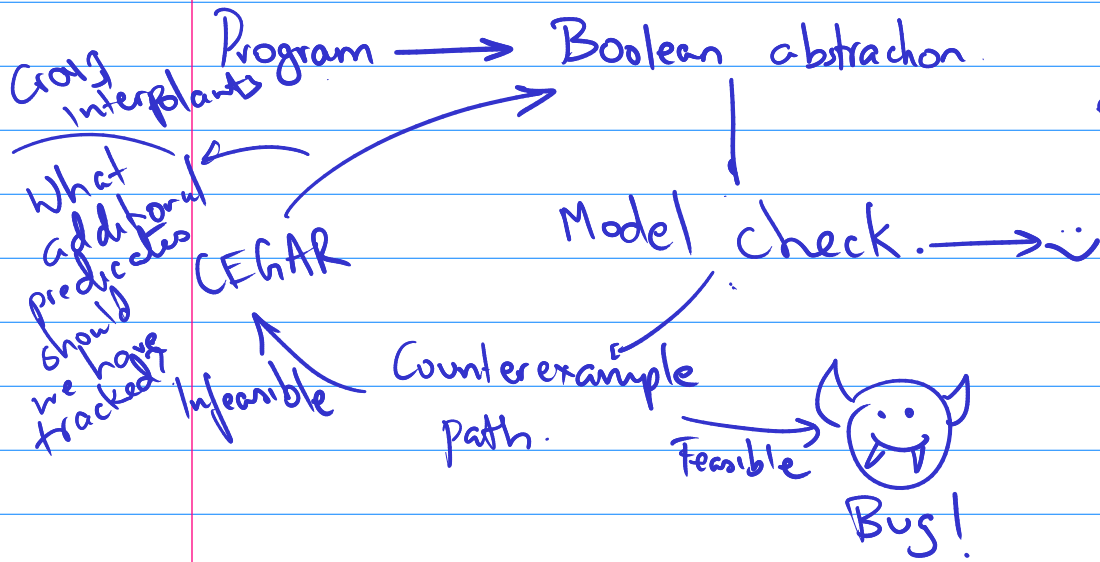 Program Boolean abstraction
Craig
interpolants
What
additional
predicates
should
we have
tracked
CEGAR
Model check.
Counterexample
path.
Infeasible
Feasible
Bug!